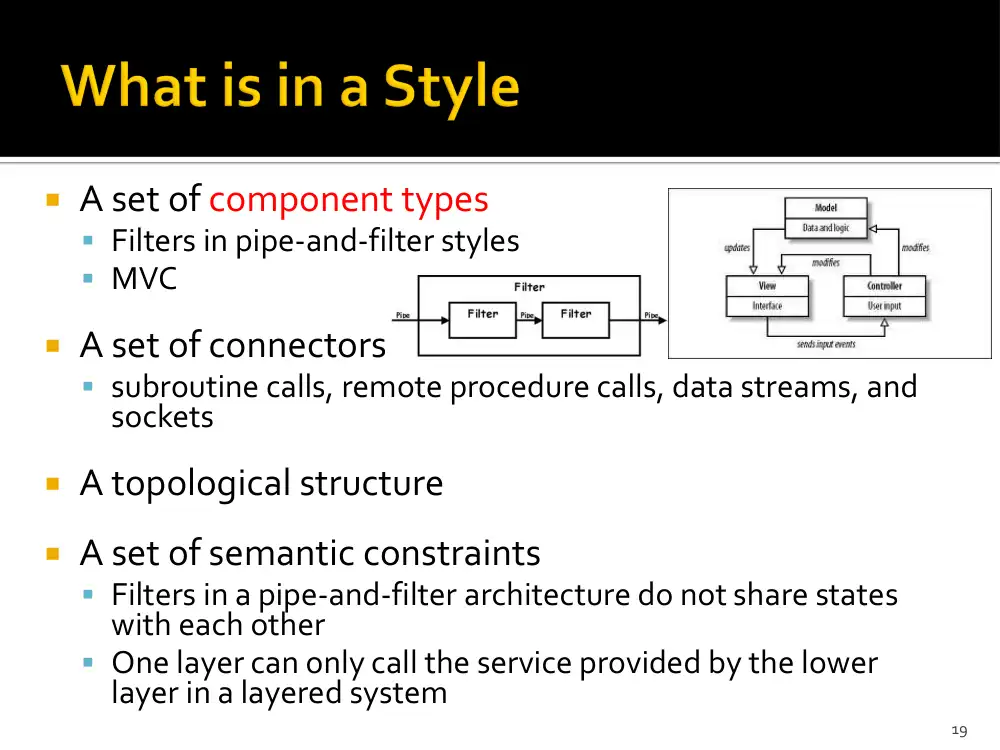 What is in a Style
A set of component types
Filters in pipe-and-filter styles
MVC
Filter
Pipe
Filter
Pipe
Filter
Pipe
Model
Data and logic
updates
modifies
modifies
View
Interface
Controller
User input
sends input events
A set of connectors
subroutine calls, remote procedure calls, data streams, and
sockets
A topological structure
A set of semantic constraints
Filters in a pipe-and-filter architecture do not share states
with each other
One layer can only call the service provided by the lower
layer in a layered system
19